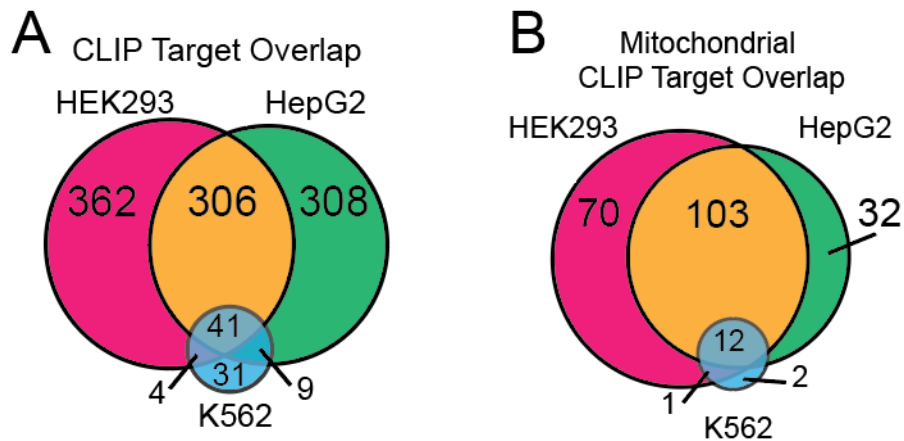 A
CLIP Target Overlap
HEK293
HepG2
362
306
308
41
4
31
9
K562
B
Mitochondrial
CLIP Target Overlap
HEK293
HepG2
70
103
32
12
1
2
K562